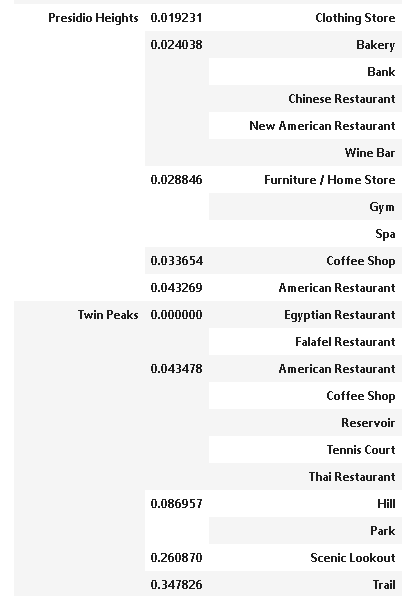 Presidio Heights 0.019231 Clothing Store
0.024038 Bakery
Bank
Chinese Restaurant
New American Restaurant
Wine Bar
0.028846 Furniture / Home Store
Gym
Spa
0.033654 Coffee Shop
0.043269 American Restaurant
Twin Peaks 0.000000 Egyptian Restaurant
Falafel Restaurant
0.043478 American Restaurant
Coffee Shop
Reservoir
Tennis Court
Thai Restaurant
0.086957 Hill
Park
0.260870 Scenic Lookout
0.347826 Trail